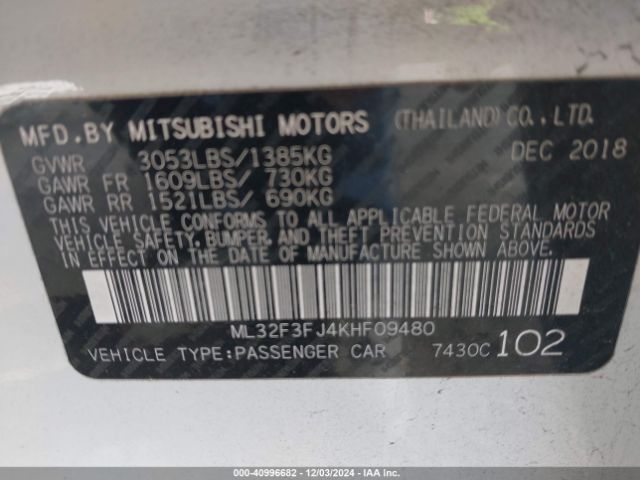 MFD.BY MITSUBISHI MOTORS (THAILAND) CO., LTD.
GVWR 3053LBS/1385KG DEC 2018
GAWR FR 1609LBS/ 730KG
GAWR RR 1521LBS/ 690KG
THIS VEHICLE CONFORMS TO ALL APPLICABLE FEDERAL MOTOR
VEHICLE SAFETY, BUMPER, AND THEFT PREVENTION STANDARDS
IN EFFECT ON THE DATE OF MANUFACTURE SHOWN ABOVE.
ML32F3FJ4KHF09480
VEHICLE TYPE:PASSENGER CAR 7430C 102
000-40996682 - 12/03/2024 - IAAI.COM